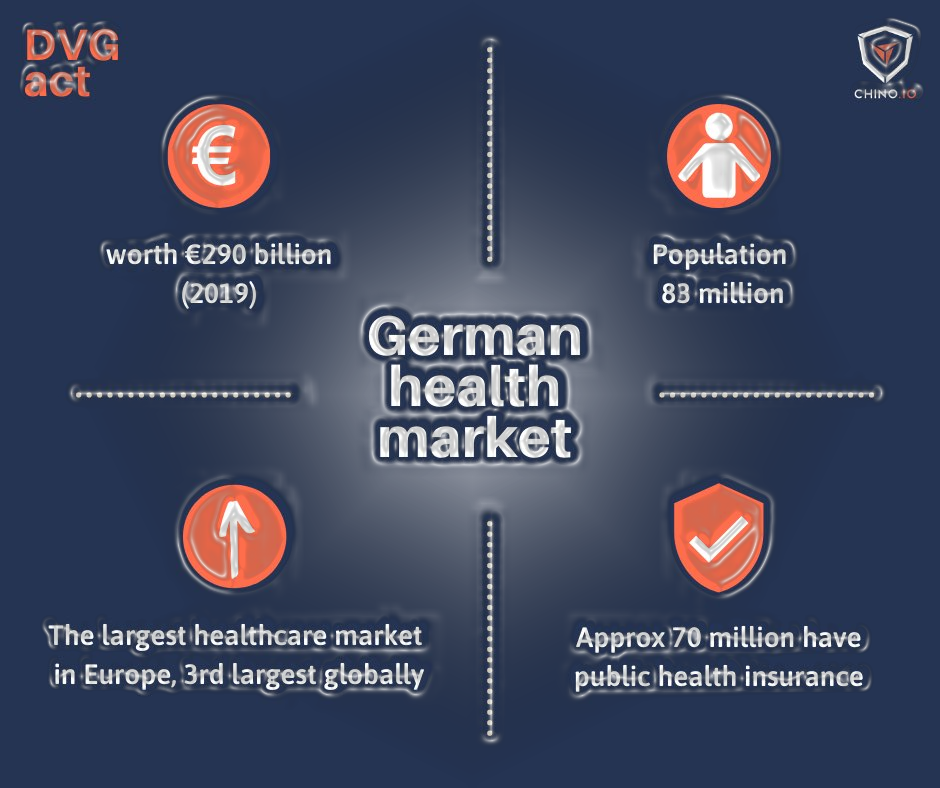 DVG
act
CHINO.IO
€
worth €290 billion
(2019)
Population
83 million
German
health
market
The largest healthcare market
in Europe, 3rd largest globally
Approx 70 million have
public health insurance